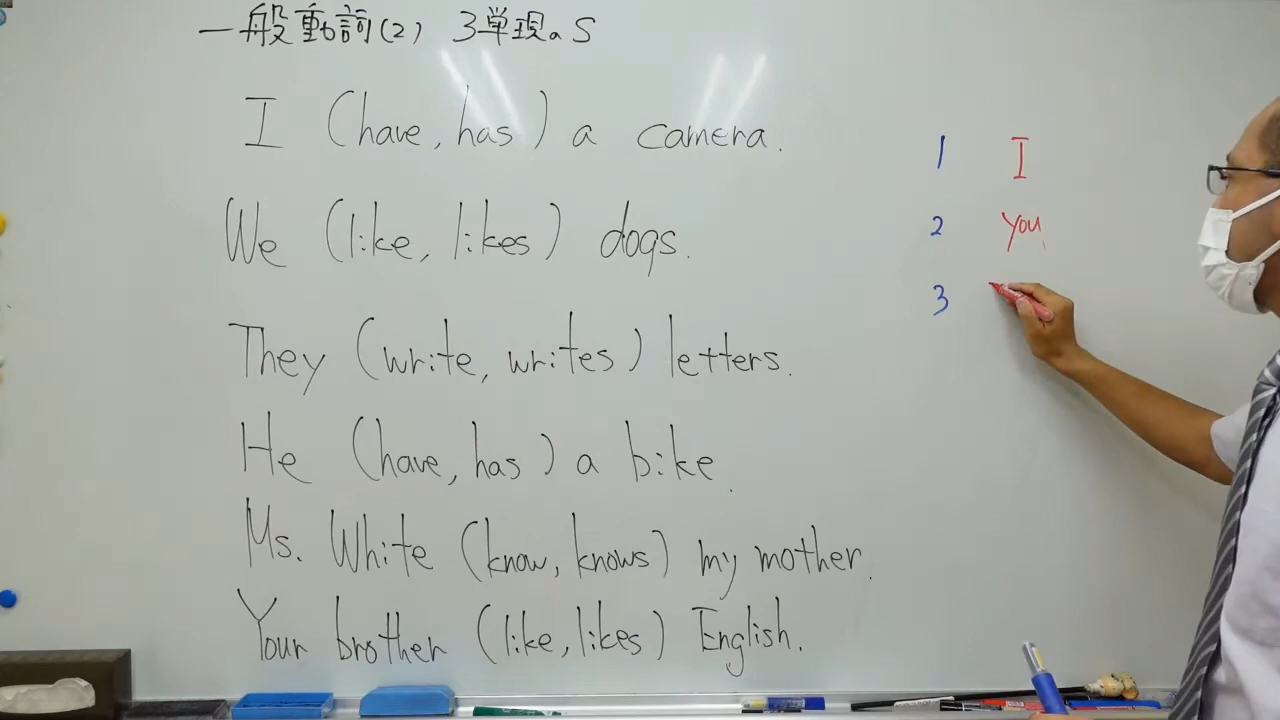 一般動詞(2) 3単現のS
I (have, has) a camera.
We (like, likes) dogs.
They (write, writes) letters.
He (have, has) a bike.
Ms. White (know, knows) my mother.
Your brother (like, likes) English.
1 I
2 you
3